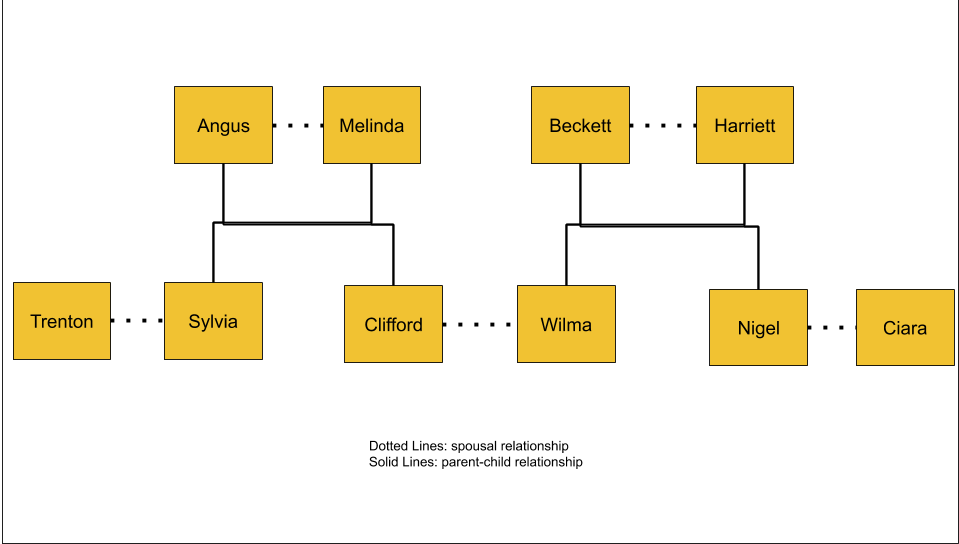 Angus
Melinda
Beckett
Harriett
Trenton
Sylvia
Clifford
Wilma
Nigel
Ciara
Dotted Lines: spousal relationship
Solid Lines: parent-child relationship